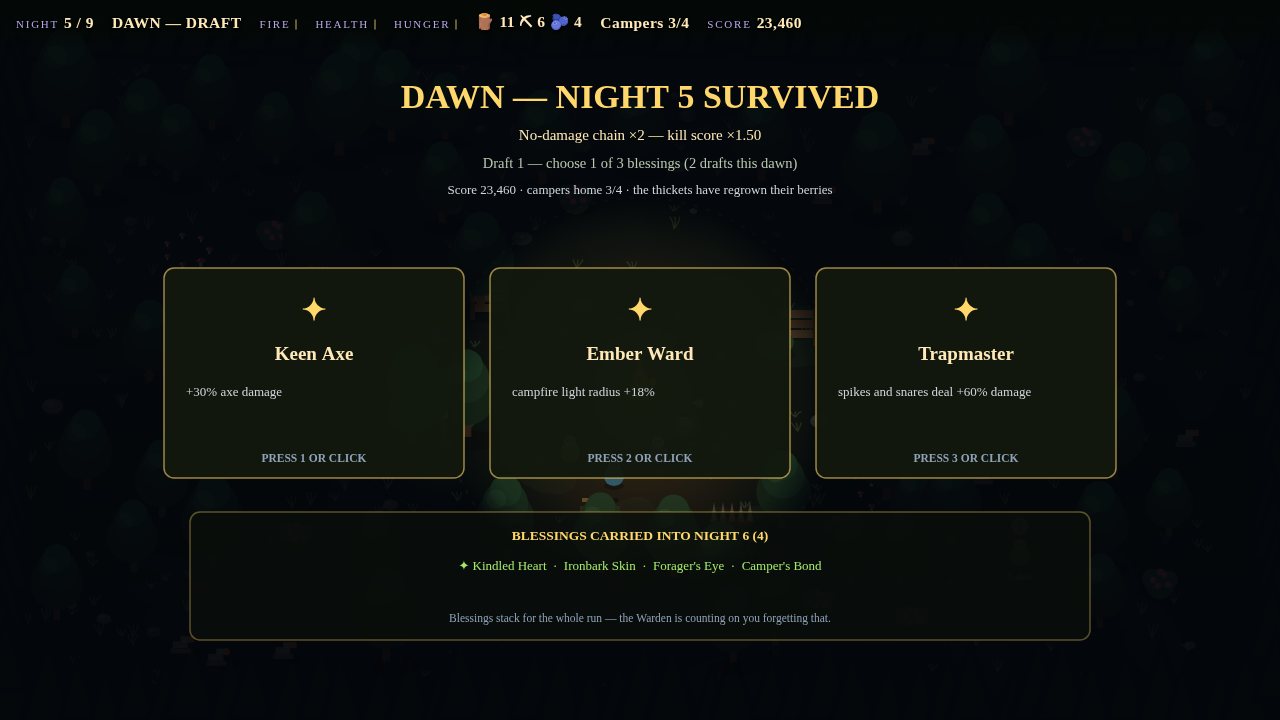 NIGHT 5 / 9 DAWN — DRAFT FIRE | HEALTH | HUNGER | 11 6 4 Campers 3/4 SCORE 23,460
DAWN — NIGHT 5 SURVIVED
No-damage chain ×2 — kill score ×1.50
Draft 1 — choose 1 of 3 blessings (2 drafts this dawn)
Score 23,460 · campers home 3/4 · the thickets have regrown their berries
Keen Axe
+30% axe damage
PRESS 1 OR CLICK
Ember Ward
campfire light radius +18%
PRESS 2 OR CLICK
Trapmaster
spikes and snares deal +60% damage
PRESS 3 OR CLICK
BLESSINGS CARRIED INTO NIGHT 6 (4)
✦ Kindled Heart · Ironbark Skin · Forager's Eye · Camper's Bond
Blessings stack for the whole run — the Warden is counting on you forgetting that.